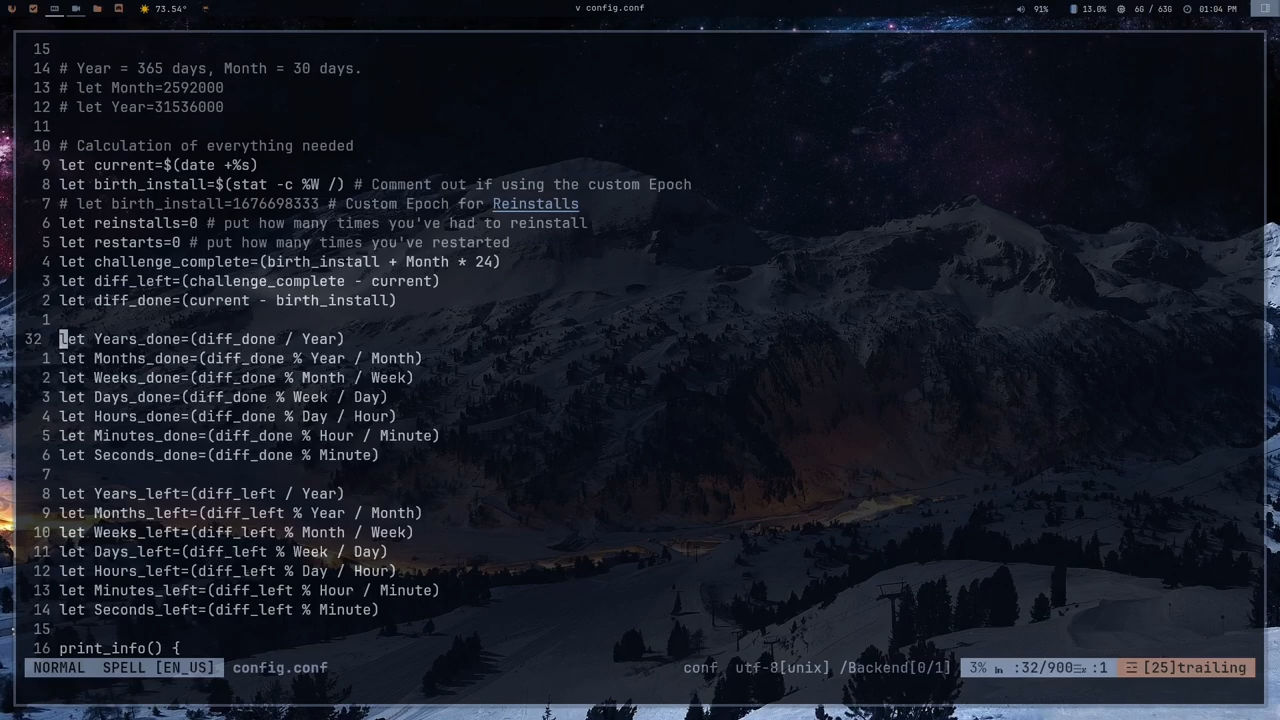 73.54°
v config.conf
91%
13.0%
6G / 63G
01:04 PM
15
14 # Year = 365 days, Month = 30 days.
13 # let Month=2592000
12 # let Year=31536000
11
10 # Calculation of everything needed
9 let current=$(date +%s)
8 let birth_install=$(stat -c %W /) # Comment out if using the custom Epoch
7 # let birth_install=1676698333 # Custom Epoch for Reinstalls
6 let reinstalls=0 # put how many times you've had to reinstall
5 let restarts=0 # put how many times you've restarted
4 let challenge_complete=(birth_install + Month * 24)
3 let diff_left=(challenge_complete - current)
2 let diff_done=(current - birth_install)
1
32 let Years_done=(diff_done / Year)
1 let Months_done=(diff_done % Year / Month)
2 let Weeks_done=(diff_done % Month / Week)
3 let Days_done=(diff_done % Week / Day)
4 let Hours_done=(diff_done % Day / Hour)
5 let Minutes_done=(diff_done % Hour / Minute)
6 let Seconds_done=(diff_done % Minute)
7
8 let Years_left=(diff_left / Year)
9 let Months_left=(diff_left % Year / Month)
10 let Weeks_left=(diff_left % Month / Week)
11 let Days_left=(diff_left % Week / Day)
12 let Hours_left=(diff_left % Day / Hour)
13 let Minutes_left=(diff_left % Hour / Minute)
14 let Seconds_left=(diff_left % Minute)
15
16 print_info() {
NORMAL SPELL [EN_US] config.conf conf utf-8[unix] /Backend[0/1] 3% ln :32/900☰ :1 ☰ [25]trailing